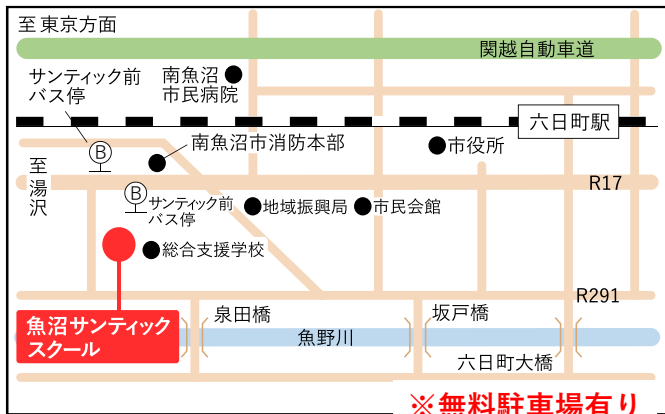 至 東京方面
関越自動車道
サンティック前
バス停
南魚沼
市民病院
六日町駅
南魚沼市消防本部
市役所
B
至
湯
沢
R17
B
サンティック前
バス停
地域振興局
市民会館
総合支援学校
R291
魚沼サンティック
スクール
泉田橋
坂戸橋
魚野川
六日町大橋
※無料駐車場有り